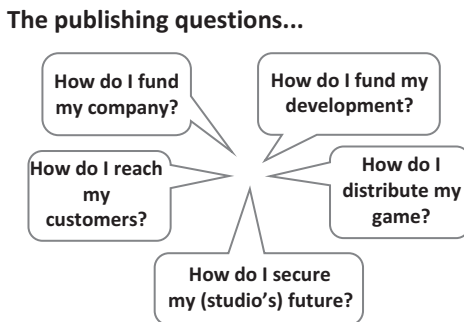 The publishing questions...
How do I fund
my company?
How do I fund my
development?
How do I reach
my
customers?
How do I
distribute my
game?
How do I secure
my (studio's) future?